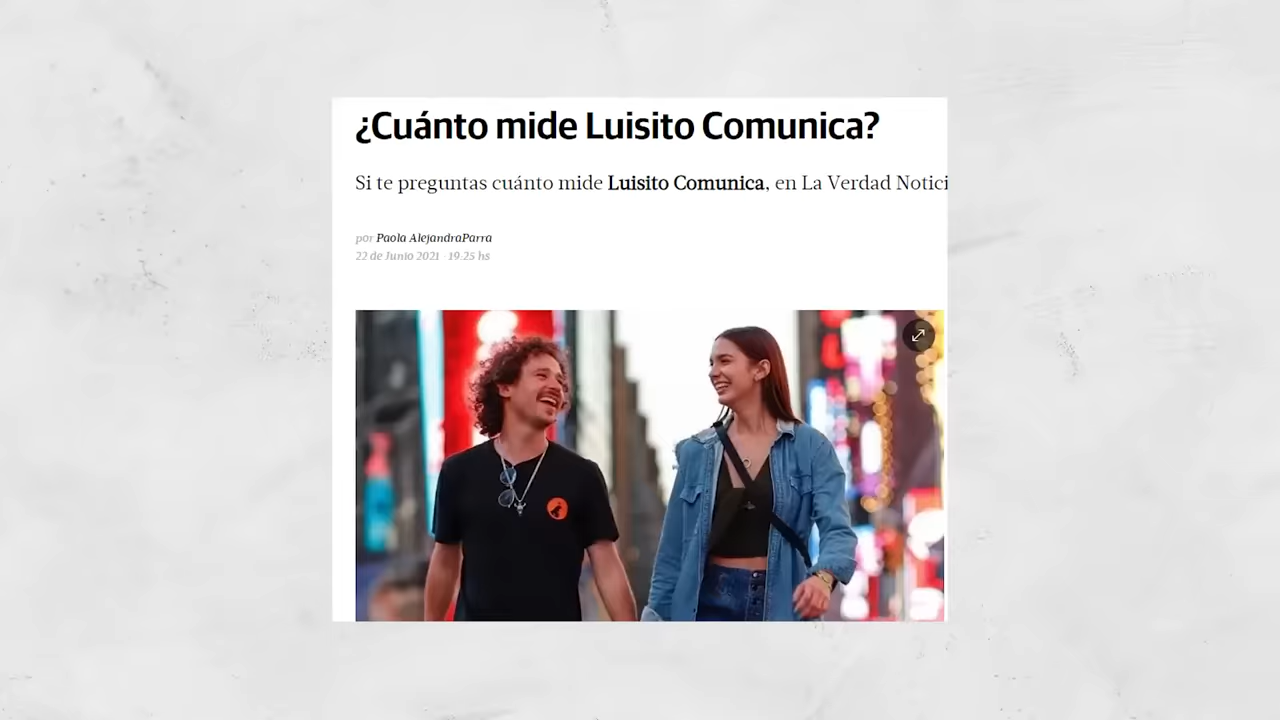 ¿Cuánto mide Luisito Comunica?
Si te preguntas cuánto mide Luisito Comunica, en La Verdad Notici
por Paola AlejandraParra
22 de Junio 2021 · 19:25 hs